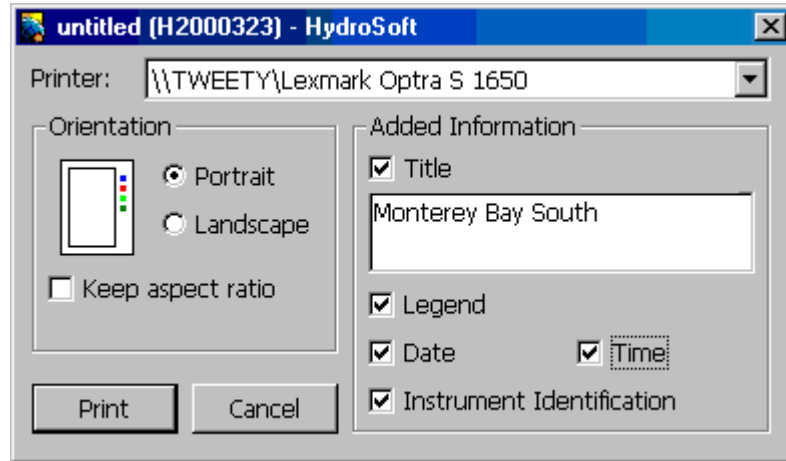 untitled (H2000323) - HydroSoft
Printer: \\TWEETY\Lexmark Optra S 1650
Orientation
Portrait
Landscape
Keep aspect ratio
Added Information
Title
Monterey Bay South
Legend
Date Time
Instrument Identification
Print Cancel